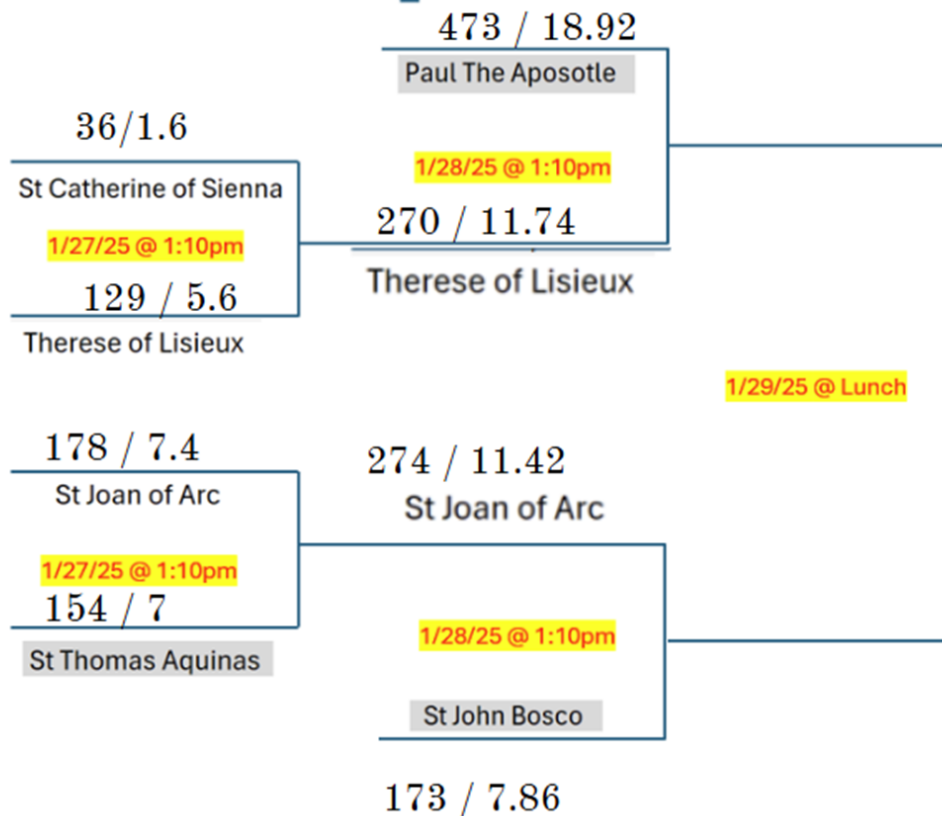 473 / 18.92
Paul The Aposotle
36/1.6
1/28/25 @ 1:10pm
St Catherine of Sienna
270 / 11.74
1/27/25 @ 1:10pm
Therese of Lisieux
129 / 5.6
Therese of Lisieux
1/29/25 @ Lunch
178 / 7.4
274 / 11.42
St Joan of Arc
St Joan of Arc
1/27/25 @ 1:10pm
154 / 7
1/28/25 @ 1:10pm
St Thomas Aquinas
St John Bosco
173 / 7.86